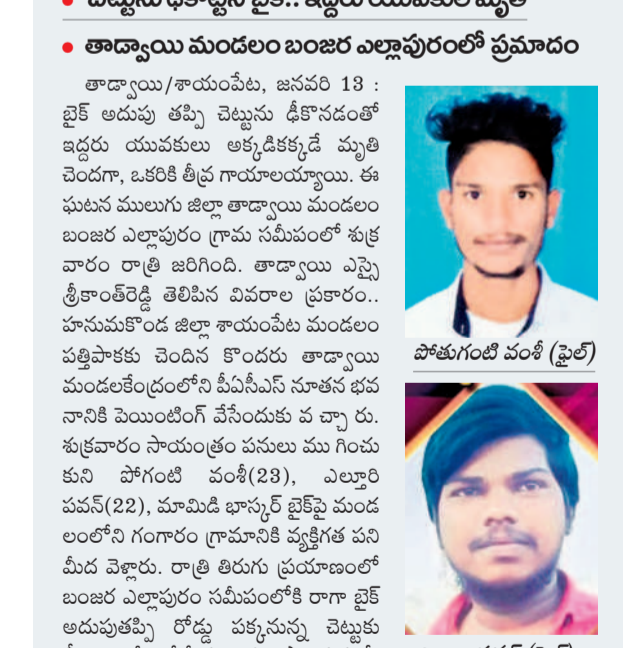 చెట్టును ఢీకొట్టిన బైక్.. ఇద్దరు యువకుల మృతి
తాడ్వాయి మండలం బంజర ఎల్లాపురంలో ప్రమాదం
తాడ్వాయి/శాయంపేట, జనవరి 13 :
బైక్ అదుపు తప్పి చెట్టును ఢీకొనడంతో
ఇద్దరు యువకులు అక్కడికక్కడే మృతి
చెందగా, ఒకరికి తీవ్ర గాయాలయ్యాయి. ఈ
ఘటన ములుగు జిల్లా తాడ్వాయి మండలం
బంజర ఎల్లాపురం గ్రామ సమీపంలో శుక్ర
వారం రాత్రి జరిగింది. తాడ్వాయి ఎస్సై
శ్రీకాంత్‌రెడ్డి తెలిపిన వివరాల ప్రకారం..
హనుమకొండ జిల్లా శాయంపేట మండలం
పత్తిపాకకు చెందిన కొందరు తాడ్వాయి
మండలకేంద్రంలోని పీఏసీఎస్ నూతన భవ
నానికి పెయింటింగ్ వేసేందుకు వ చ్చా రు.
శుక్రవారం సాయంత్రం పనులు ము గించు
కుని పోగంటి వంశీ(23), ఎల్తూరి
పవన్(22), మామిడి భాస్కర్ బైక్‌పై మండ
లంలోని గంగారం గ్రామానికి వ్యక్తిగత పని
మీద వెళ్లారు. రాత్రి తిరుగు ప్రయాణంలో
బంజర ఎల్లాపురం సమీపంలోకి రాగా బైక్
అదుపుతప్పి రోడ్డు పక్కనున్న చెట్టుకు
పోతుగంటి వంశీ (ఫైల్)